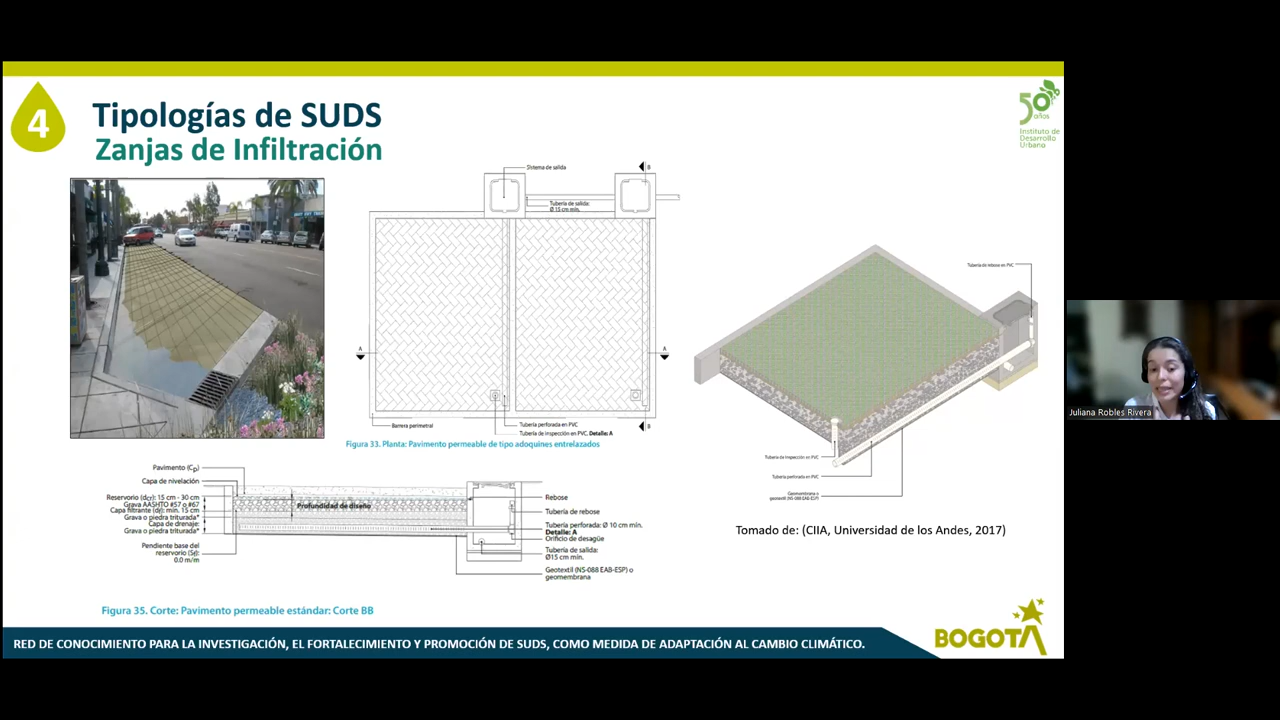 4
Tipologías de SUDS
Zanjas de Infiltración
50
años
Instituto de
Desarrollo
Urbano
Sistema de salida
B
Tubería de salida:
Ø 15 cm mín.
A
A
Barrera perimetral
Tubería perforada en PVC
Tubería de inspección en PVC, Detalle: A
B
Figura 33. Planta: Pavimento permeable de tipo adoquines entrelazados
Tubería de rebose en PVC
Tubería de inspección en PVC
Tubería perforada en PVC
Geomembrana o
geotextil (NS-088 EAB-ESP)
Tomado de: (CIIA, Universidad de los Andes, 2017)
Pavimento (Cp)
Capa de nivelación
Reservorio (dcr): 15 cm - 30 cm
Grava AASHTO #57 o #67
Capa filtrante (df): mín. 15 cm
Grava o piedra triturada*
Capa de drenaje:
Grava o piedra triturada*
Pendiente base del
reservorio (Sf):
0.0 m/m
Profundidad de diseño
Rebose
Tubería de rebose
Tubería perforada: Ø 10 cm mín.
Detalle: A
Orificio de desagüe
Tubería de salida:
Ø15 cm mín.
Geotextil (NS-088 EAB-ESP) o
geomembrana
Figura 35. Corte: Pavimento permeable estándar: Corte BB
RED DE CONOCIMIENTO PARA LA INVESTIGACIÓN, EL FORTALECIMIENTO Y PROMOCIÓN DE SUDS, COMO MEDIDA DE ADAPTACIÓN AL CAMBIO CLIMÁTICO.
BOGOTÁ
Juliana Robles Rivera